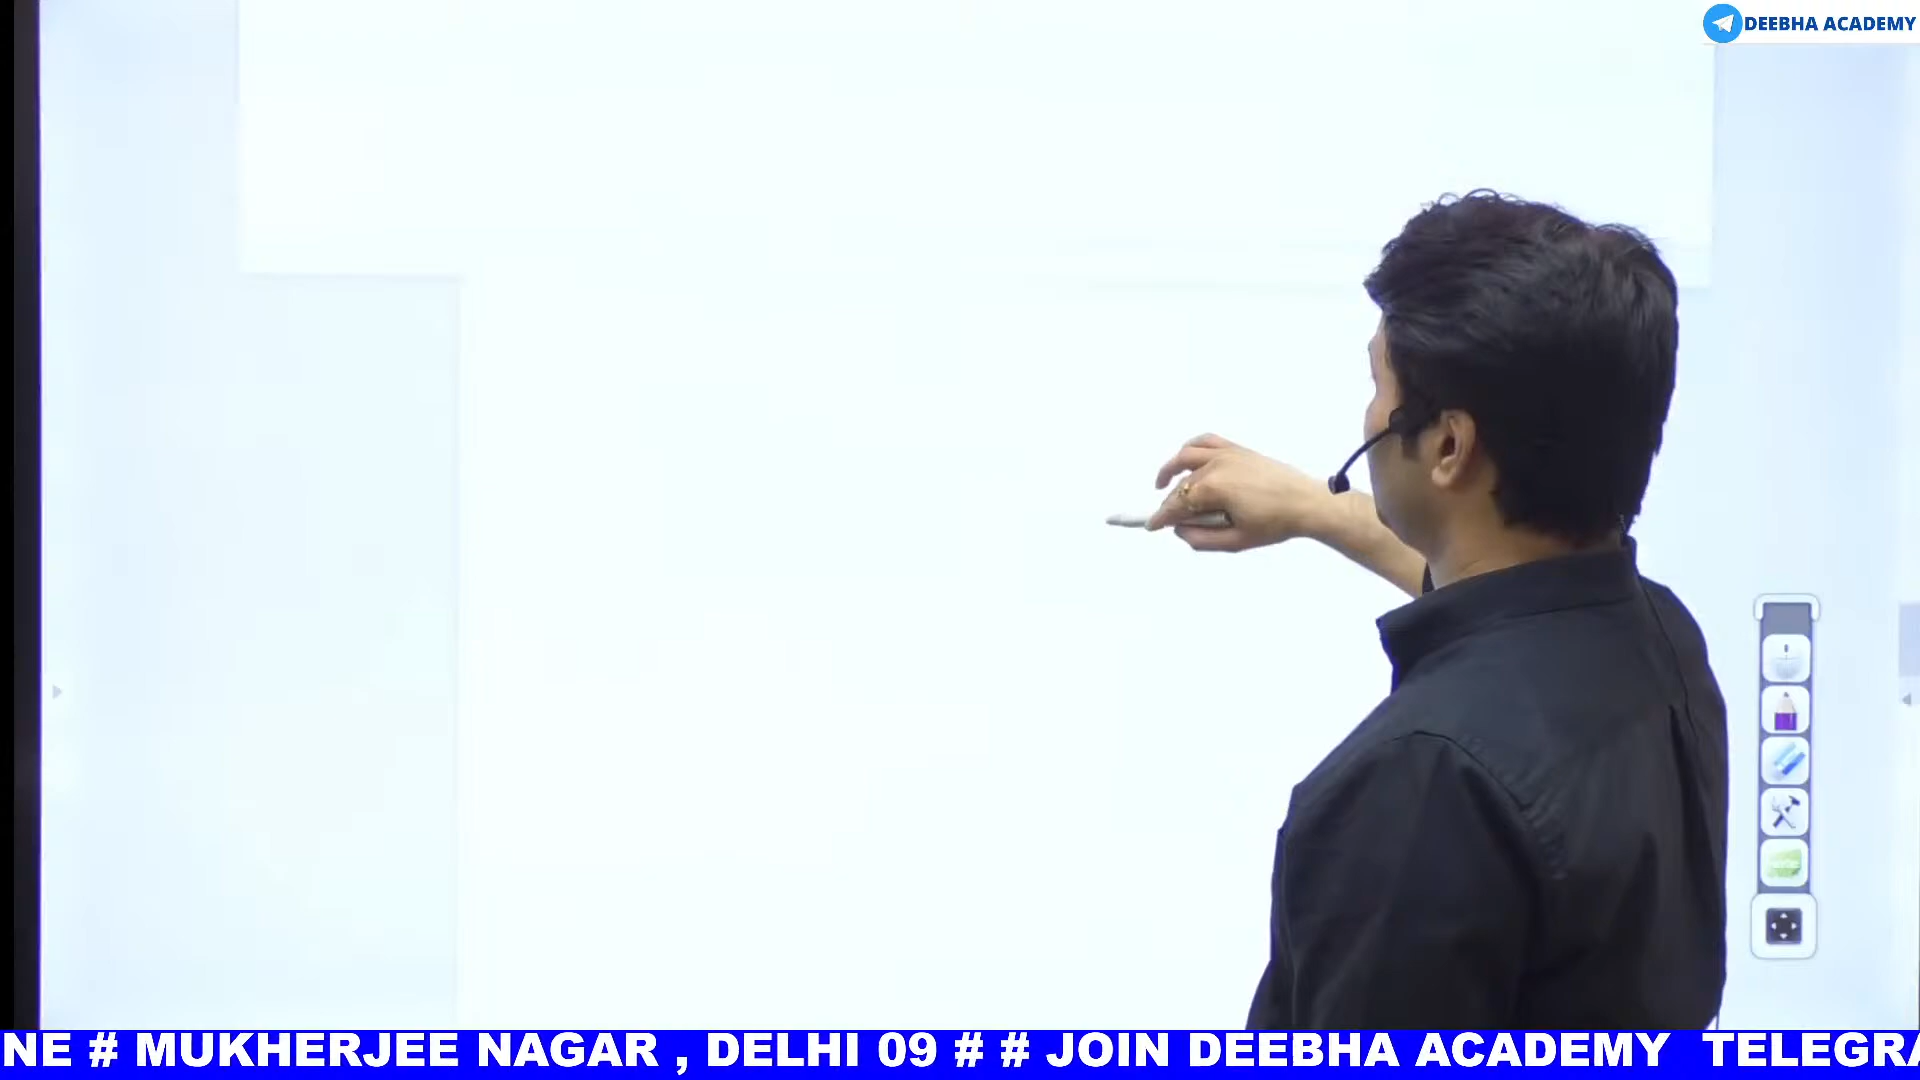 DEEBHA ACADEMY
NE # MUKHERJEE NAGAR , DELHI 09 # # JOIN DEEBHA ACADEMY TELEGRA